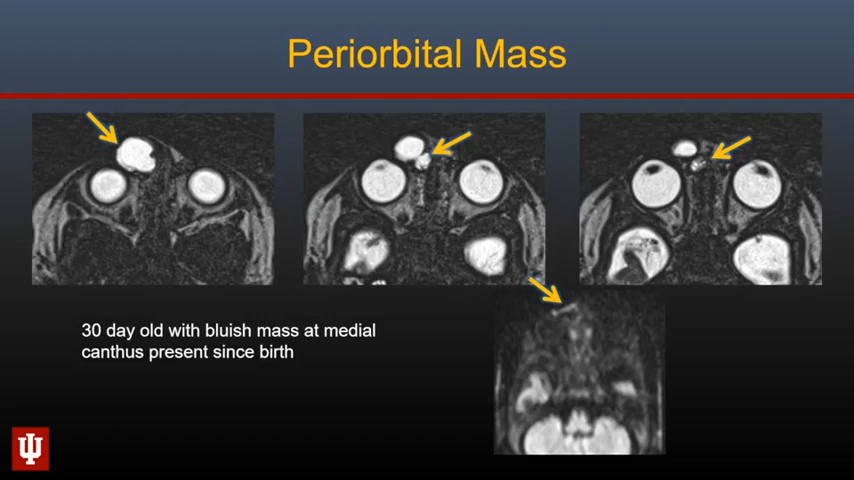 Periorbital Mass
30 day old with bluish mass at medial
canthus present since birth